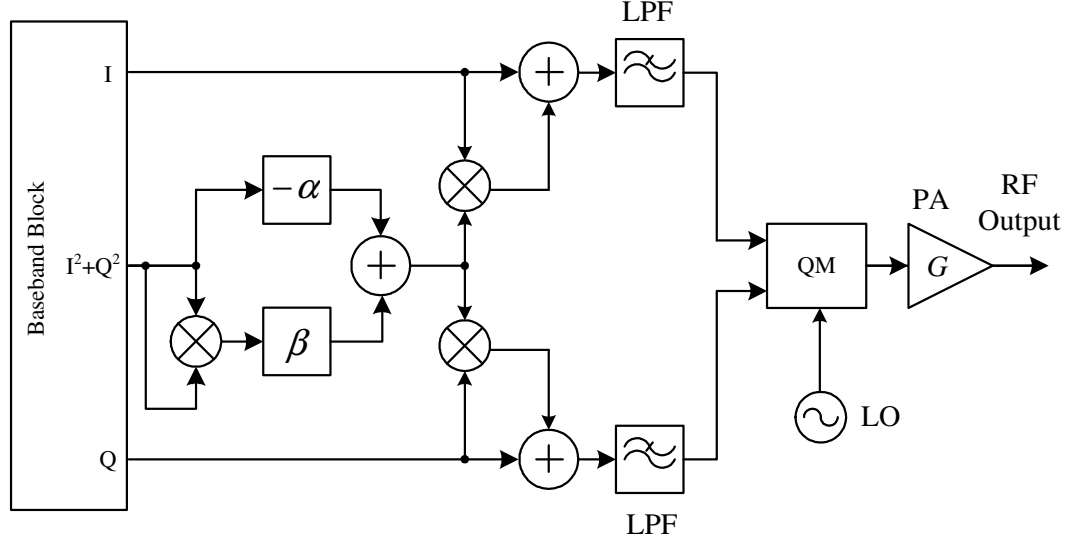 LPF
I
Baseband Block
−α
I²+Q²
β
Q
LPF
QM
PA
G
RF
Output
LO